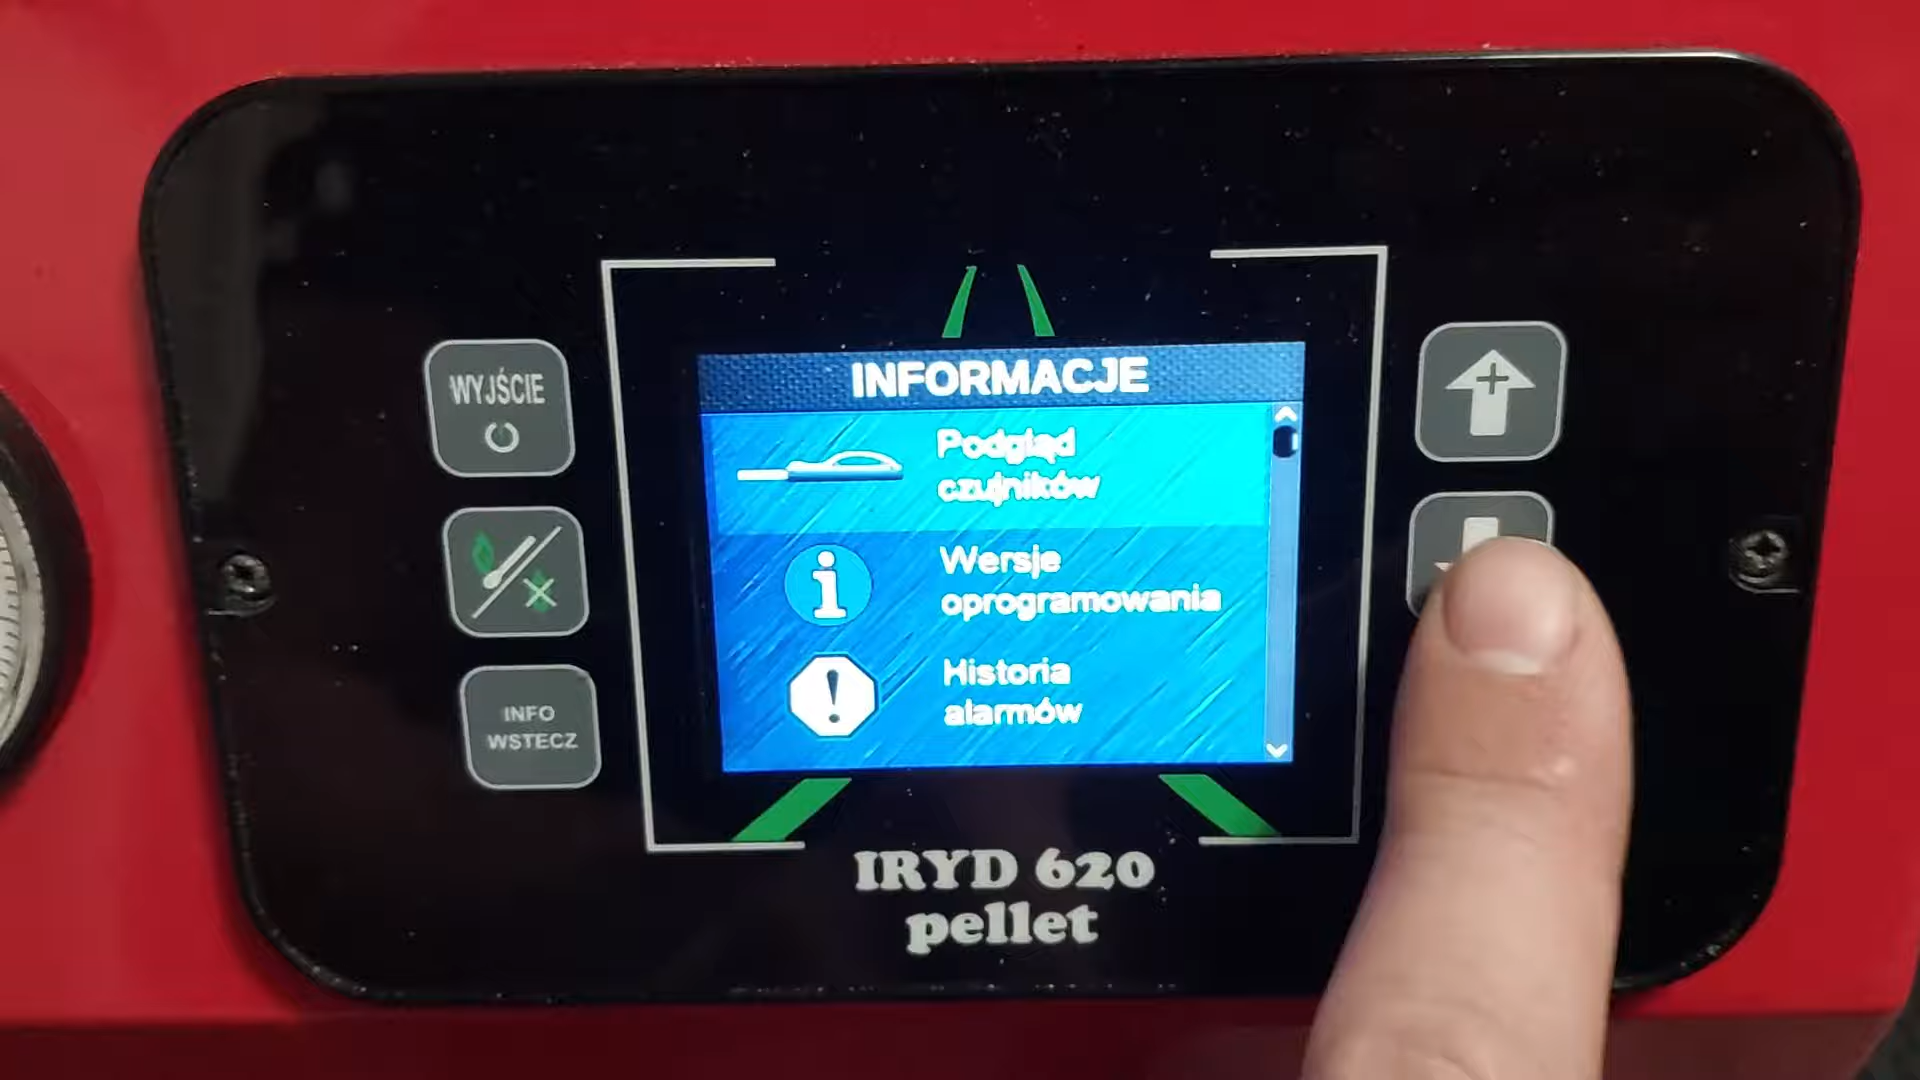 WYJŚCIE
INFO
WSTECZ
INFORMACJE
Podgląd
czujników
Wersje
oprogramowania
Historia
alarmów
IRYD 620
pellet